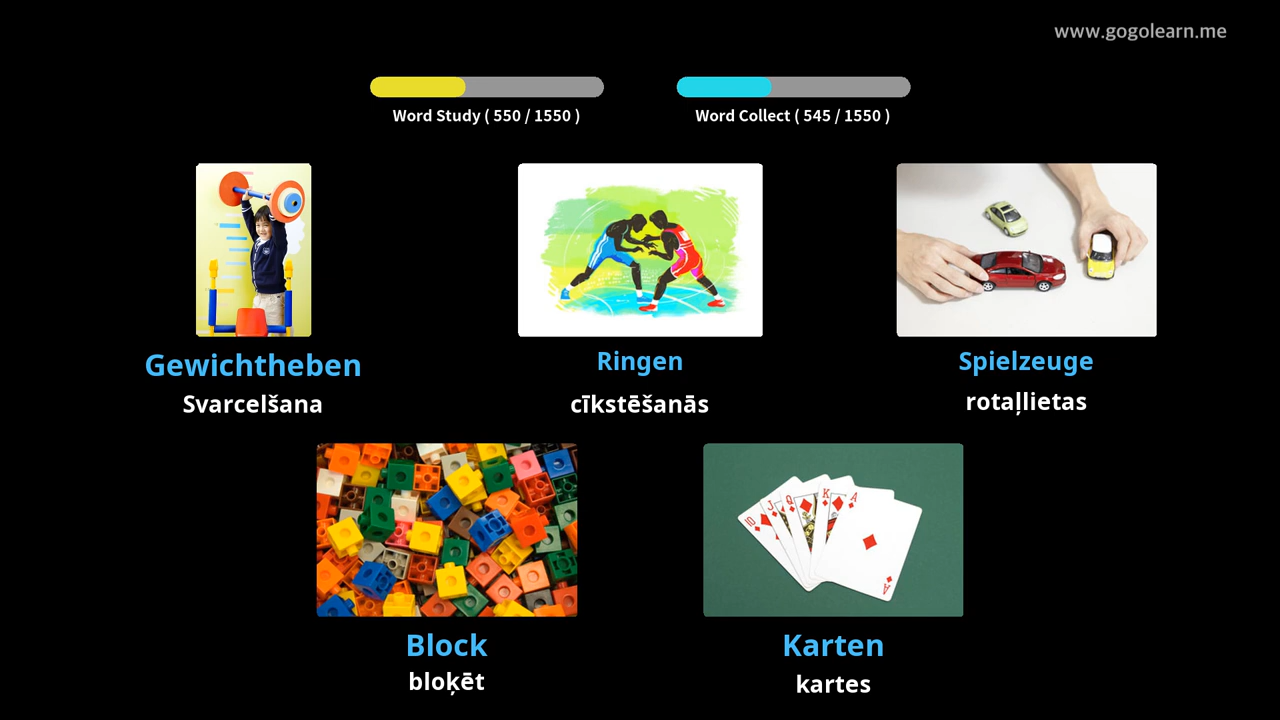 www.gogolearn.me
Word Study ( 550 / 1550 )
Word Collect ( 545 / 1550 )
Gewichtheben
Svarcelšana
Ringen
cīkstēšanās
Spielzeuge
rotaļlietas
Block
bloķēt
10
J
Q
K
A
A
Karten
kartes